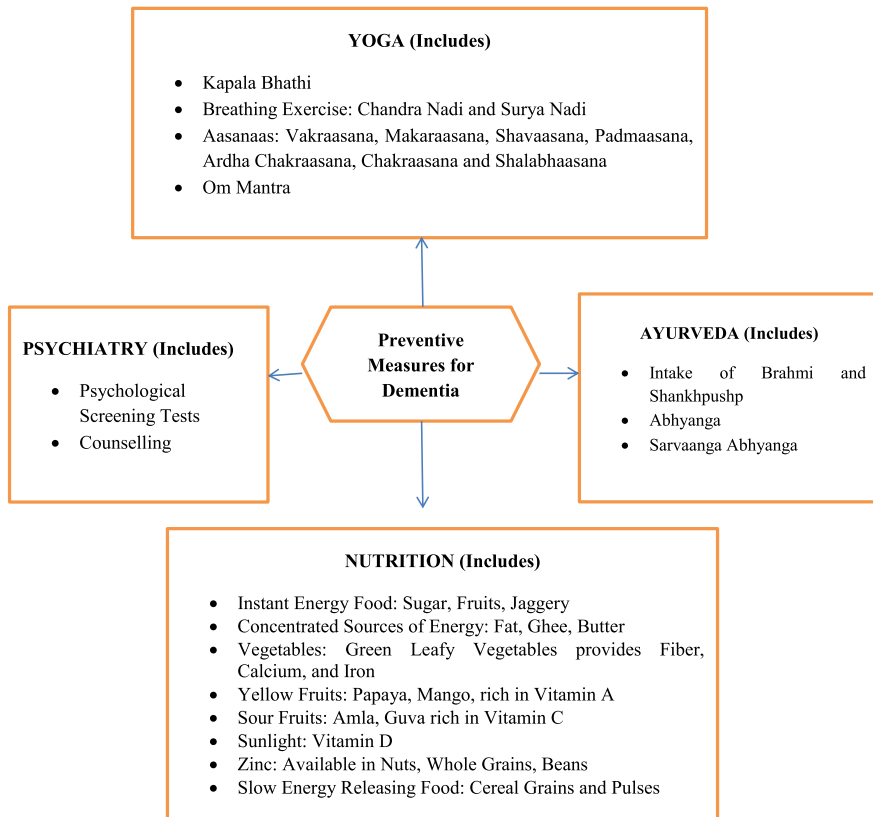 YOGA (Includes)
• Kapala Bhathi
• Breathing Exercise: Chandra Nadi and Surya Nadi
• Aasanaas: Vakraasana, Makaraasana, Shavaasana, Padmaasana,
Ardha Chakraasana, Chakraasana and Shalabhaasana
• Om Mantra
PSYCHIATRY (Includes)
• Psychological
Screening Tests
• Counselling
Preventive
Measures for
Dementia
AYURVEDA (Includes)
• Intake of Brahmi and
Shankhpushp
• Abhyanga
• Sarvaanga Abhyanga
NUTRITION (Includes)
• Instant Energy Food: Sugar, Fruits, Jaggery
• Concentrated Sources of Energy: Fat, Ghee, Butter
• Vegetables: Green Leafy Vegetables provides Fiber,
Calcium, and Iron
• Yellow Fruits: Papaya, Mango, rich in Vitamin A
• Sour Fruits: Amla, Guva rich in Vitamin C
• Sunlight: Vitamin D
• Zinc: Available in Nuts, Whole Grains, Beans
• Slow Energy Releasing Food: Cereal Grains and Pulses